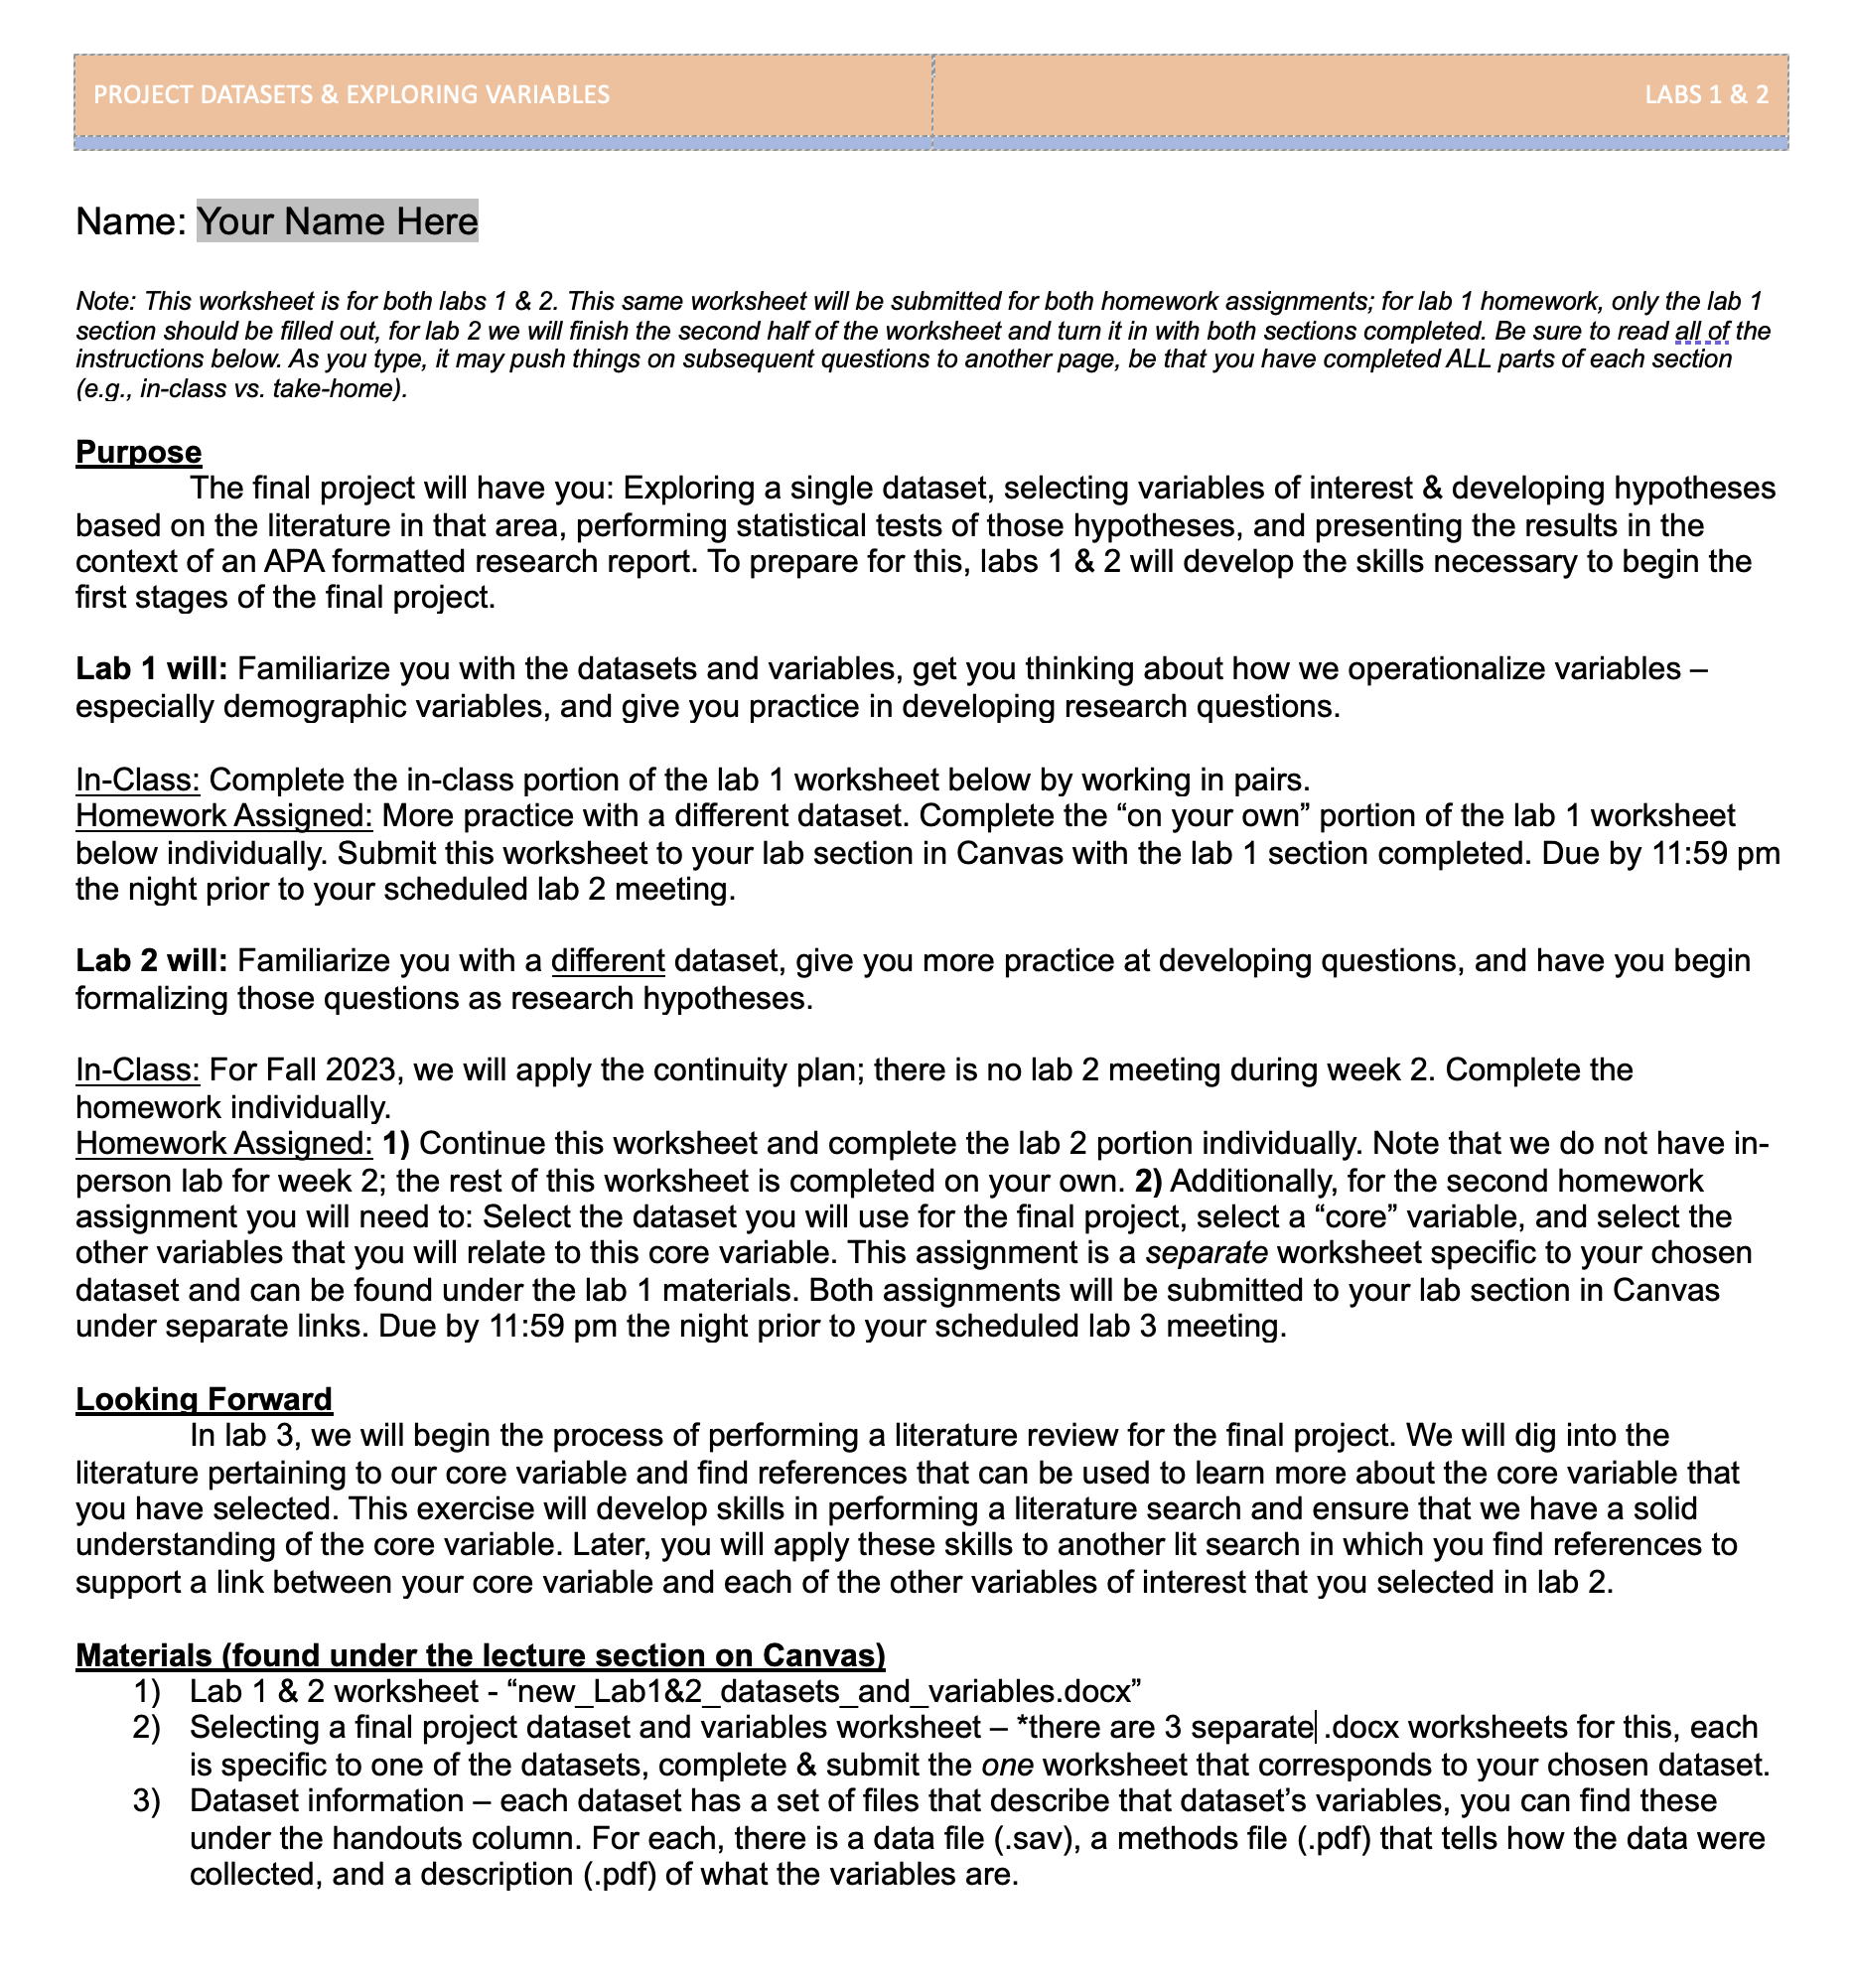 PROJECT DATASETS & EXPLORING VARIABLES LABS 1 & 2
Name: Your Name Here
Note: This worksheet is for both labs 1 & 2. This same worksheet will be submitted for both homework assignments; for lab 1 homework, only the lab 1
section should be filled out, for lab 2 we will finish the second half of the worksheet and turn it in with both sections completed. Be sure to read all of the
instructions below. As you type, it may push things on subsequent questions to another page, be that you have completed ALL parts of each section
(e.g., in-class vs. take-home).
Purpose
The final project will have you: Exploring a single dataset, selecting variables of interest & developing hypotheses
based on the literature in that area, performing statistical tests of those hypotheses, and presenting the results in the
context of an APA formatted research report. To prepare for this, labs 1 & 2 will develop the skills necessary to begin the
first stages of the final project.
Lab 1 will: Familiarize you with the datasets and variables, get you thinking about how we operationalize variables –
especially demographic variables, and give you practice in developing research questions.
In-Class: Complete the in-class portion of the lab 1 worksheet below by working in pairs.
Homework Assigned: More practice with a different dataset. Complete the “on your own” portion of the lab 1 worksheet
below individually. Submit this worksheet to your lab section in Canvas with the lab 1 section completed. Due by 11:59 pm
the night prior to your scheduled lab 2 meeting.
Lab 2 will: Familiarize you with a different dataset, give you more practice at developing questions, and have you begin
formalizing those questions as research hypotheses.
In-Class: For Fall 2023, we will apply the continuity plan; there is no lab 2 meeting during week 2. Complete the
homework individually.
Homework Assigned: 1) Continue this worksheet and complete the lab 2 portion individually. Note that we do not have in-
person lab for week 2; the rest of this worksheet is completed on your own. 2) Additionally, for the second homework
assignment you will need to: Select the dataset you will use for the final project, select a “core” variable, and select the
other variables that you will relate to this core variable. This assignment is a separate worksheet specific to your chosen
dataset and can be found under the lab 1 materials. Both assignments will be submitted to your lab section in Canvas
under separate links. Due by 11:59 pm the night prior to your scheduled lab 3 meeting.
Looking Forward
In lab 3, we will begin the process of performing a literature review for the final project. We will dig into the
literature pertaining to our core variable and find references that can be used to learn more about the core variable that
you have selected. This exercise will develop skills in performing a literature search and ensure that we have a solid
understanding of the core variable. Later, you will apply these skills to another lit search in which you find references to
support a link between your core variable and each of the other variables of interest that you selected in lab 2.
Materials (found under the lecture section on Canvas)
1) Lab 1 & 2 worksheet - “new_Lab1&2_datasets_and_variables.docx”
2) Selecting a final project dataset and variables worksheet – *there are 3 separate .docx worksheets for this, each
is specific to one of the datasets, complete & submit the one worksheet that corresponds to your chosen dataset.
3) Dataset information – each dataset has a set of files that describe that dataset’s variables, you can find these
under the handouts column. For each, there is a data file (.sav), a methods file (.pdf) that tells how the data were
collected, and a description (.pdf) of what the variables are.